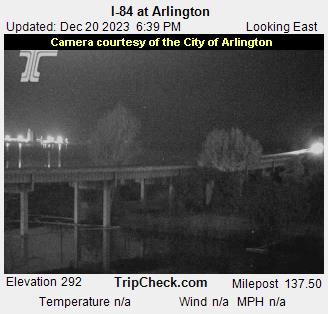 I-84 at Arlington
Updated: Dec 20 2023 6:39 PM Looking East
Camera courtesy of the City of Arlington
Elevation 292 TripCheck.com Milepost 137.50
Temperature n/a Wind n/a MPH n/a